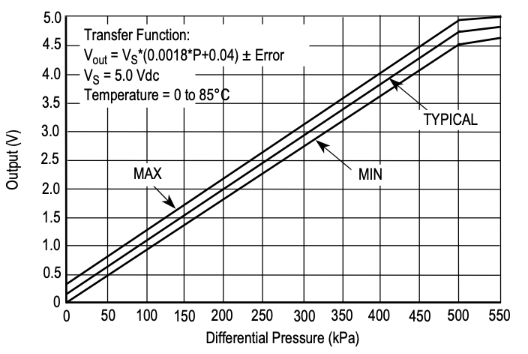 Transfer Function:
Vout = VS*(0.0018*P+0.04) ± Error
VS = 5.0 Vdc
Temperature = 0 to 85°C
TYPICAL
MAX
MIN
Output (V)
5.0
4.5
4.0
3.5
3.0
2.5
2.0
1.5
1.0
0.5
0
0 50 100 150 200 250 300 350 400 450 500 550
Differential Pressure (kPa)